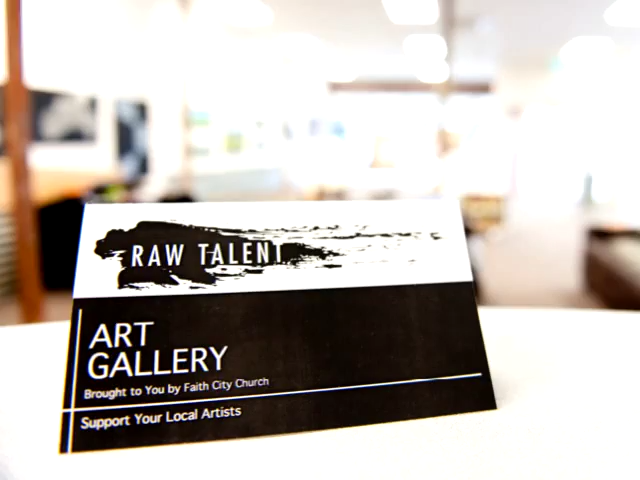 RAW TALENT
ART
GALLERY
Brought to You by Faith City Church
Support Your Local Artists